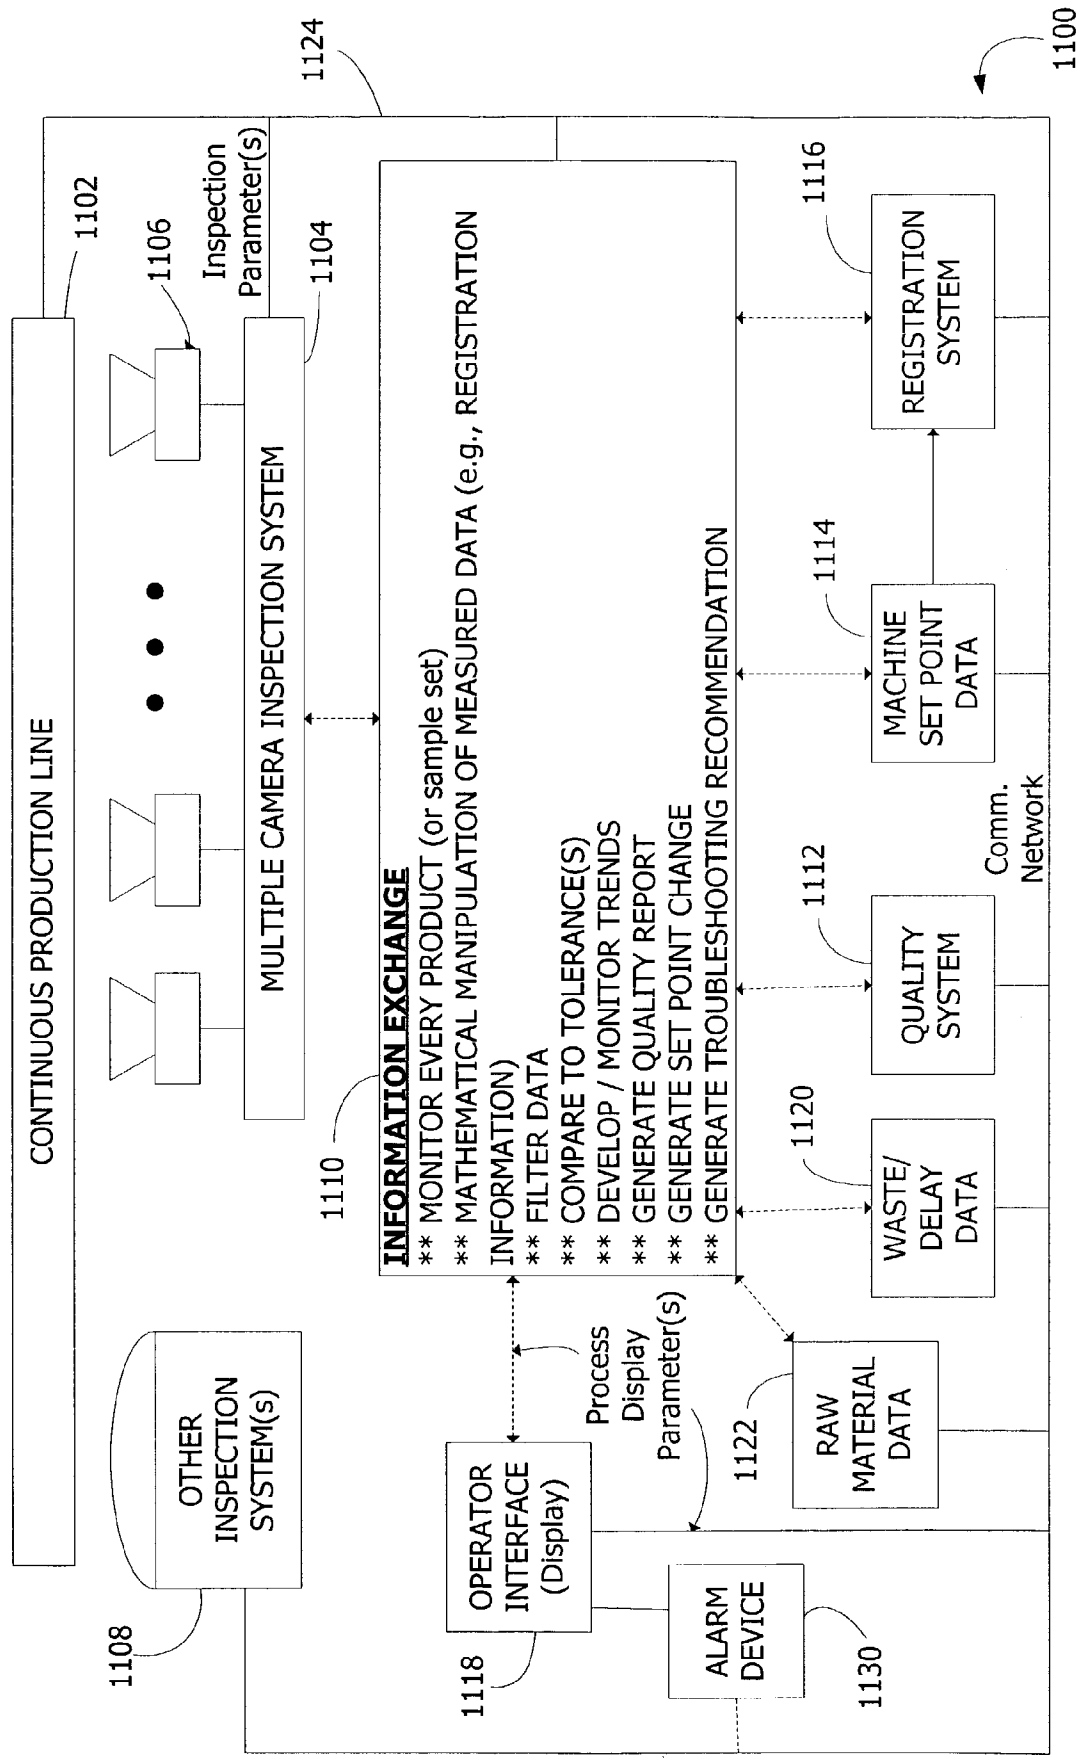 CONTINUOUS PRODUCTION LINE
1102
1124
1106
Inspection
Parameter(s)
MULTIPLE CAMERA INSPECTION SYSTEM
1104
OTHER
INSPECTION
SYSTEM(s)
1108
1110
INFORMATION EXCHANGE
** MONITOR EVERY PRODUCT (or sample set)
** MATHEMATICAL MANIPULATION OF MEASURED DATA (e.g., REGISTRATION
INFORMATION)
** FILTER DATA
** COMPARE TO TOLERANCE(S)
** DEVELOP / MONITOR TRENDS
** GENERATE QUALITY REPORT
** GENERATE SET POINT CHANGE
** GENERATE TROUBLESHOOTING RECOMMENDATION
OPERATOR
INTERFACE
(Display)
1118
Process
Display
Parameter(s)
ALARM
DEVICE
1130
1122
RAW
MATERIAL
DATA
1120
WASTE/
DELAY
DATA
1112
QUALITY
SYSTEM
1114
MACHINE
SET POINT
DATA
1116
REGISTRATION
SYSTEM
Comm.
Network
1100